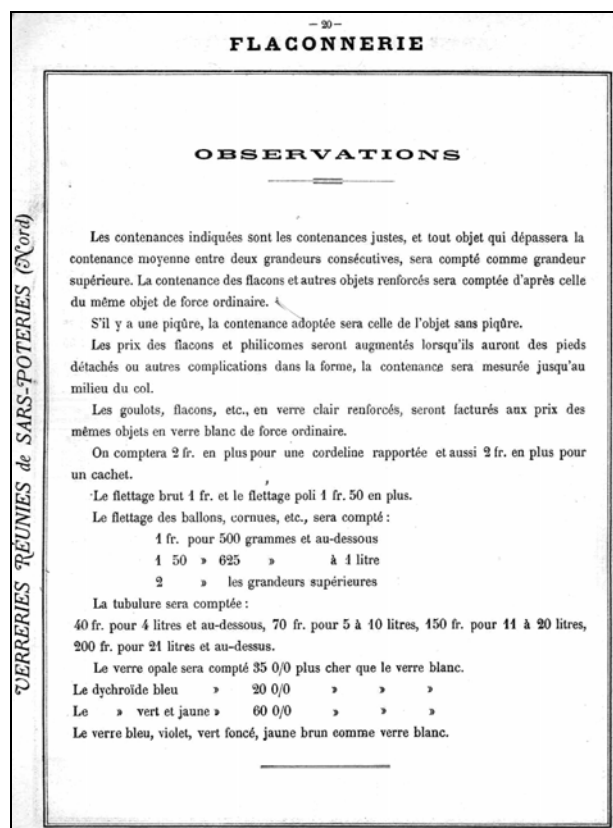 — 20 —
FLACONNERIE
OBSERVATIONS
Les contenances indiquées sont les contenances justes, et tout objet qui dépassera la
contenance moyenne entre deux grandeurs consécutives, sera compté comme grandeur
supérieure. La contenance des flacons et autres objets renforcés sera comptée d'après celle
du même objet de force ordinaire.
S'il y a une piqûre, la contenance adoptée sera celle de l'objet sans piqûre.
Les prix des flacons et philicomes seront augmentés lorsqu'ils auront des pieds
détachés ou autres complications dans la forme, la contenance sera mesurée jusqu'au
milieu du col.
Les goulots, flacons, etc., en verre clair renforcés, seront facturés aux prix des
mêmes objets en verre blanc de force ordinaire.
On comptera 2 fr. en plus pour une cordeline rapportée et aussi 2 fr. en plus pour
un cachet.
Le flettage brut 1 fr. et le flettage poli 1 fr. 50 en plus.
Le flettage des ballons, cornues, etc., sera compté :
1 fr. pour 500 grammes et au-dessous
1 50 » 625 » à 1 litre
2 » les grandeurs supérieures
La tubulure sera comptée :
40 fr. pour 4 litres et au-dessous, 70 fr. pour 5 à 10 litres, 150 fr. pour 11 à 20 litres,
200 fr. pour 21 litres et au-dessus.
Le verre opale sera compté 35 0/0 plus cher que le verre blanc.
Le dychroïde bleu » 20 0/0 » » »
Le » vert et jaune » 60 0/0 » » »
Le verre bleu, violet, vert foncé, jaune brun comme verre blanc.
VERRERIES RÉUNIES de SARS-POTERIES (Nord)